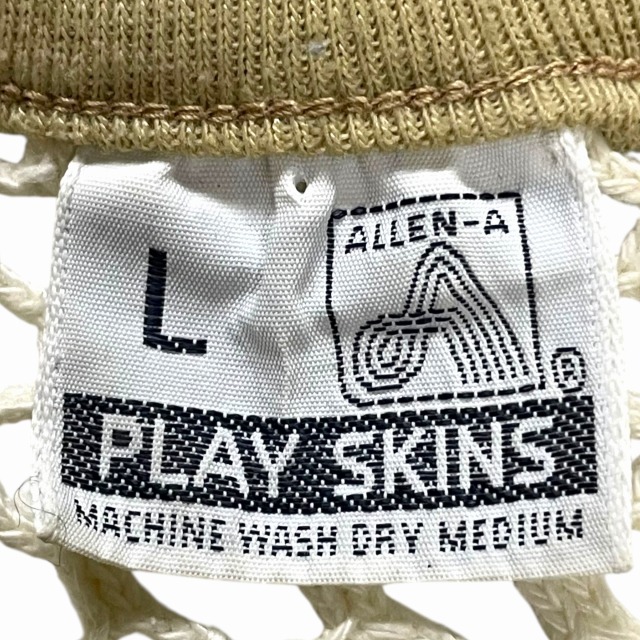 ALLEN-A
L
®
PLAY SKINS
MACHINE WASH DRY MEDIUM